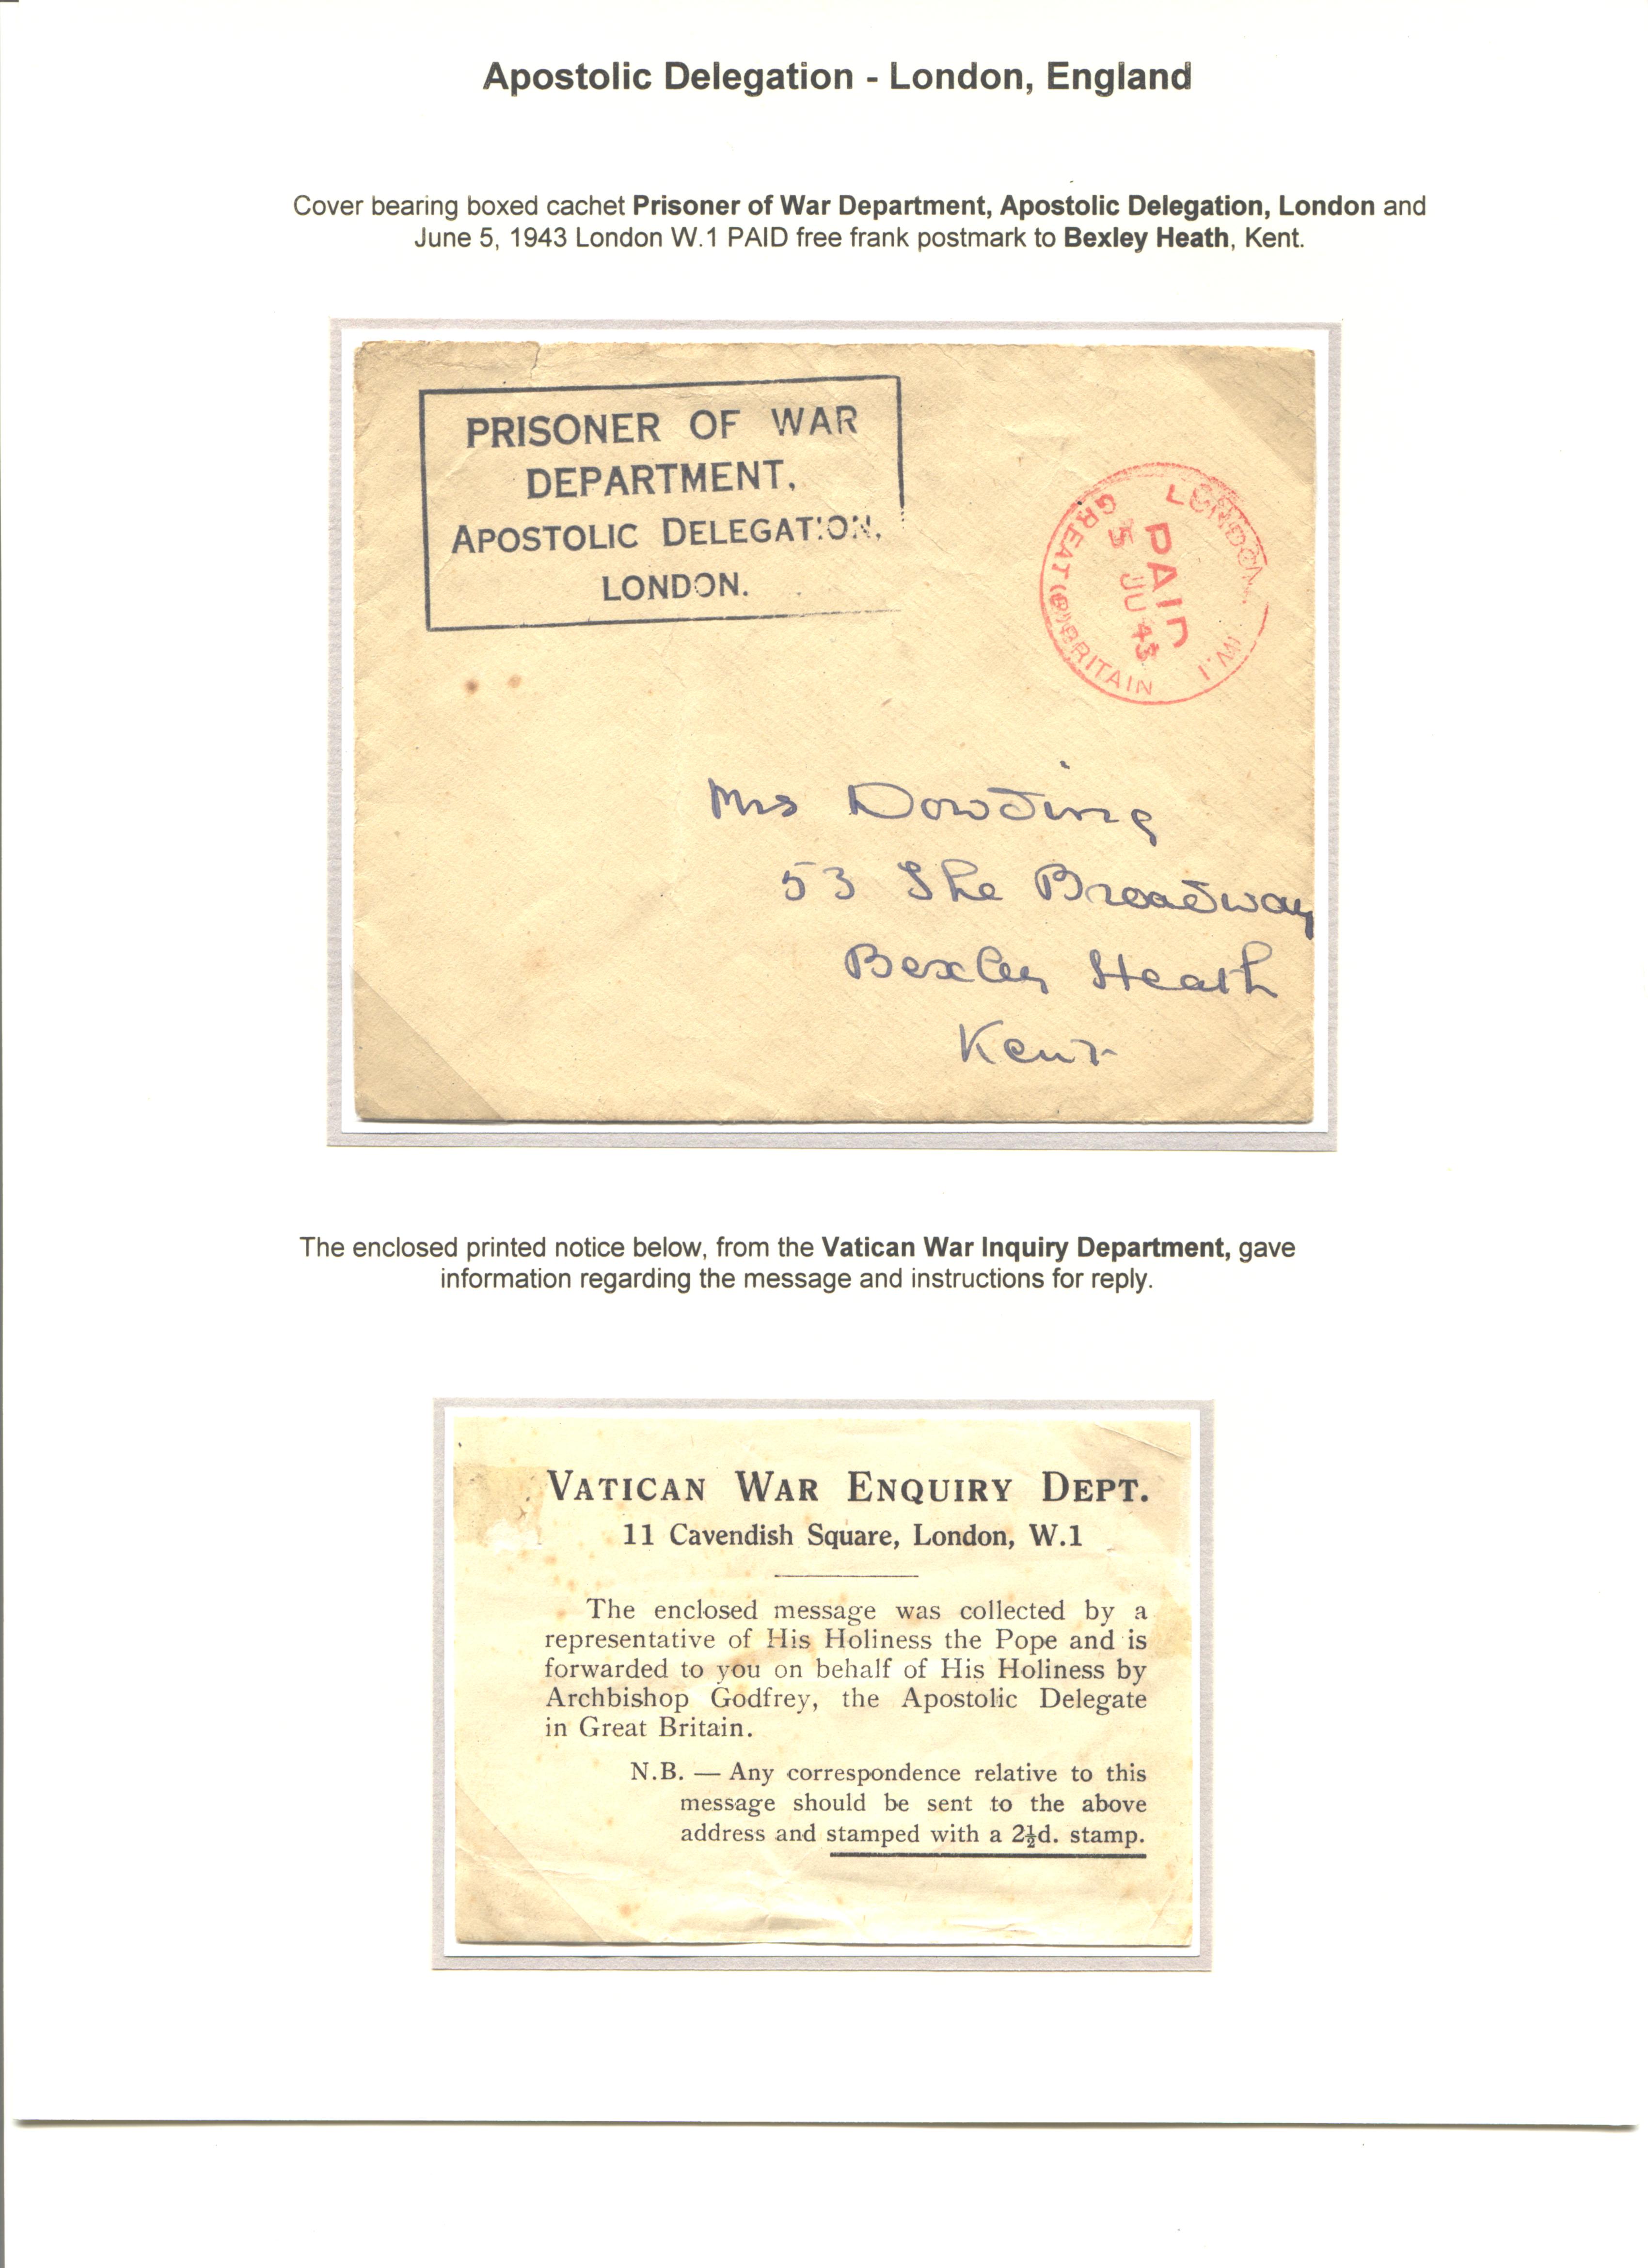 Apostolic Delegation - London, England
Cover bearing boxed cachet Prisoner of War Department, Apostolic Delegation, London and
June 5, 1943 London W.1 PAID free frank postmark to Bexley Heath, Kent.
PRISONER OF WAR
DEPARTMENT,
APOSTOLIC DELEGATION,
LONDON.
LONDON. W.1
PAID
5 JU 43
GREAT BRITAIN
Mrs Dowding
53 The Broadway
Bexley Heath
Kent
The enclosed printed notice below, from the Vatican War Inquiry Department, gave
information regarding the message and instructions for reply.
VATICAN WAR ENQUIRY DEPT.
11 Cavendish Square, London, W.1
The enclosed message was collected by a
representative of His Holiness the Pope and is
forwarded to you on behalf of His Holiness by
Archbishop Godfrey, the Apostolic Delegate
in Great Britain.
N.B. — Any correspondence relative to this
message should be sent to the above
address and stamped with a 2½d. stamp.